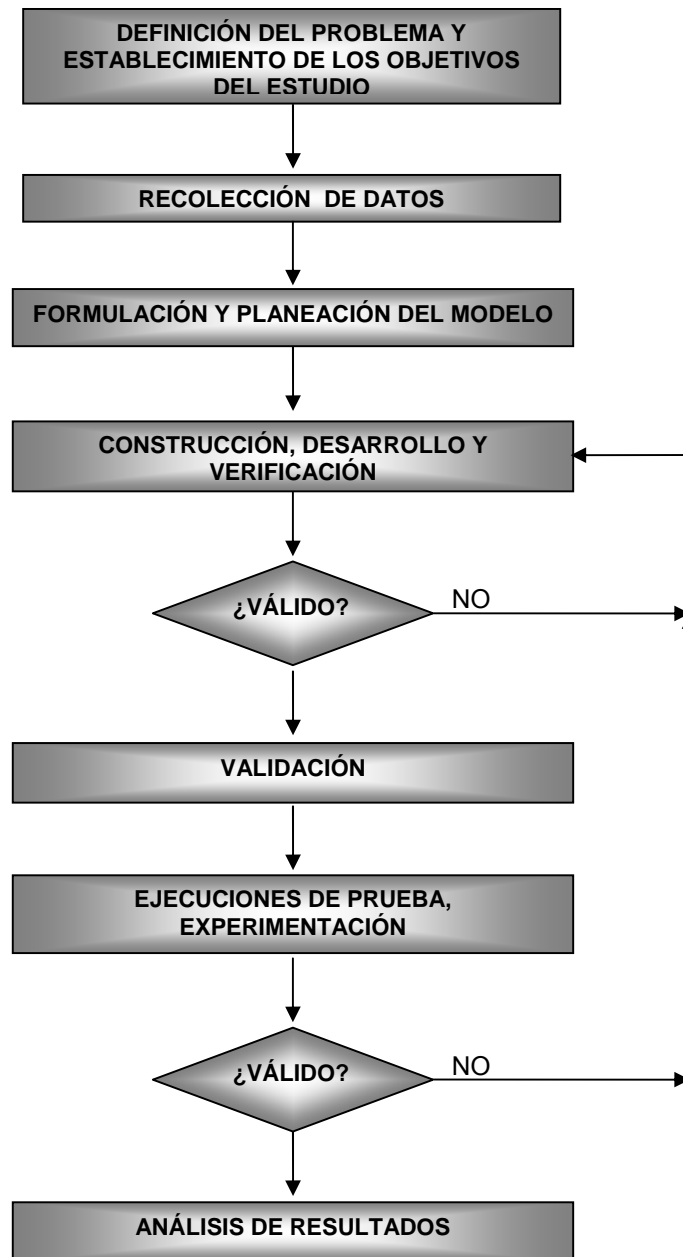 DEFINICIÓN DEL PROBLEMA Y
ESTABLECIMIENTO DE LOS OBJETIVOS
DEL ESTUDIO
RECOLECCIÓN DE DATOS
FORMULACIÓN Y PLANEACIÓN DEL MODELO
CONSTRUCCIÓN, DESARROLLO Y
VERIFICACIÓN
¿VÁLIDO?
NO
VALIDACIÓN
EJECUCIONES DE PRUEBA,
EXPERIMENTACIÓN
¿VÁLIDO?
NO
ANÁLISIS DE RESULTADOS